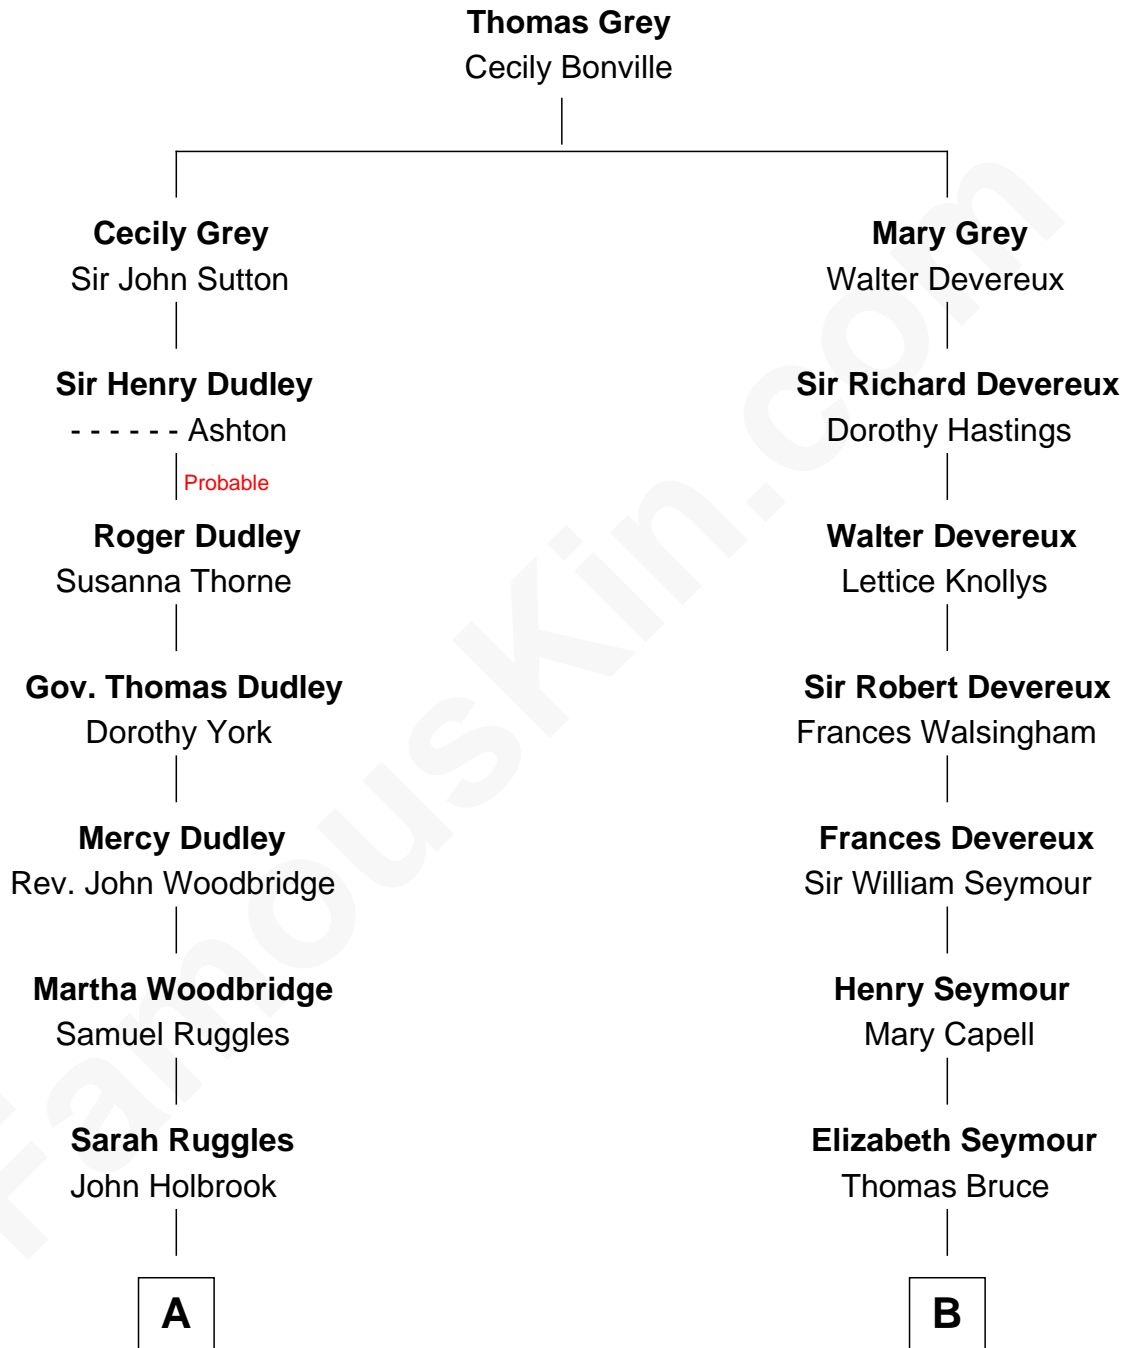 Thomas Grey
Cecily Bonville
Cecily Grey
Sir John Sutton
Mary Grey
Walter Devereux
Sir Henry Dudley
- - - - - - Ashton
Probable
Sir Richard Devereux
Dorothy Hastings
Roger Dudley
Susanna Thorne
Walter Devereux
Lettice Knollys
Gov. Thomas Dudley
Dorothy York
Sir Robert Devereux
Frances Walsingham
Mercy Dudley
Rev. John Woodbridge
Frances Devereux
Sir William Seymour
Martha Woodbridge
Samuel Ruggles
Henry Seymour
Mary Capell
Sarah Ruggles
John Holbrook
Elizabeth Seymour
Thomas Bruce
A
B
FamousKin.com